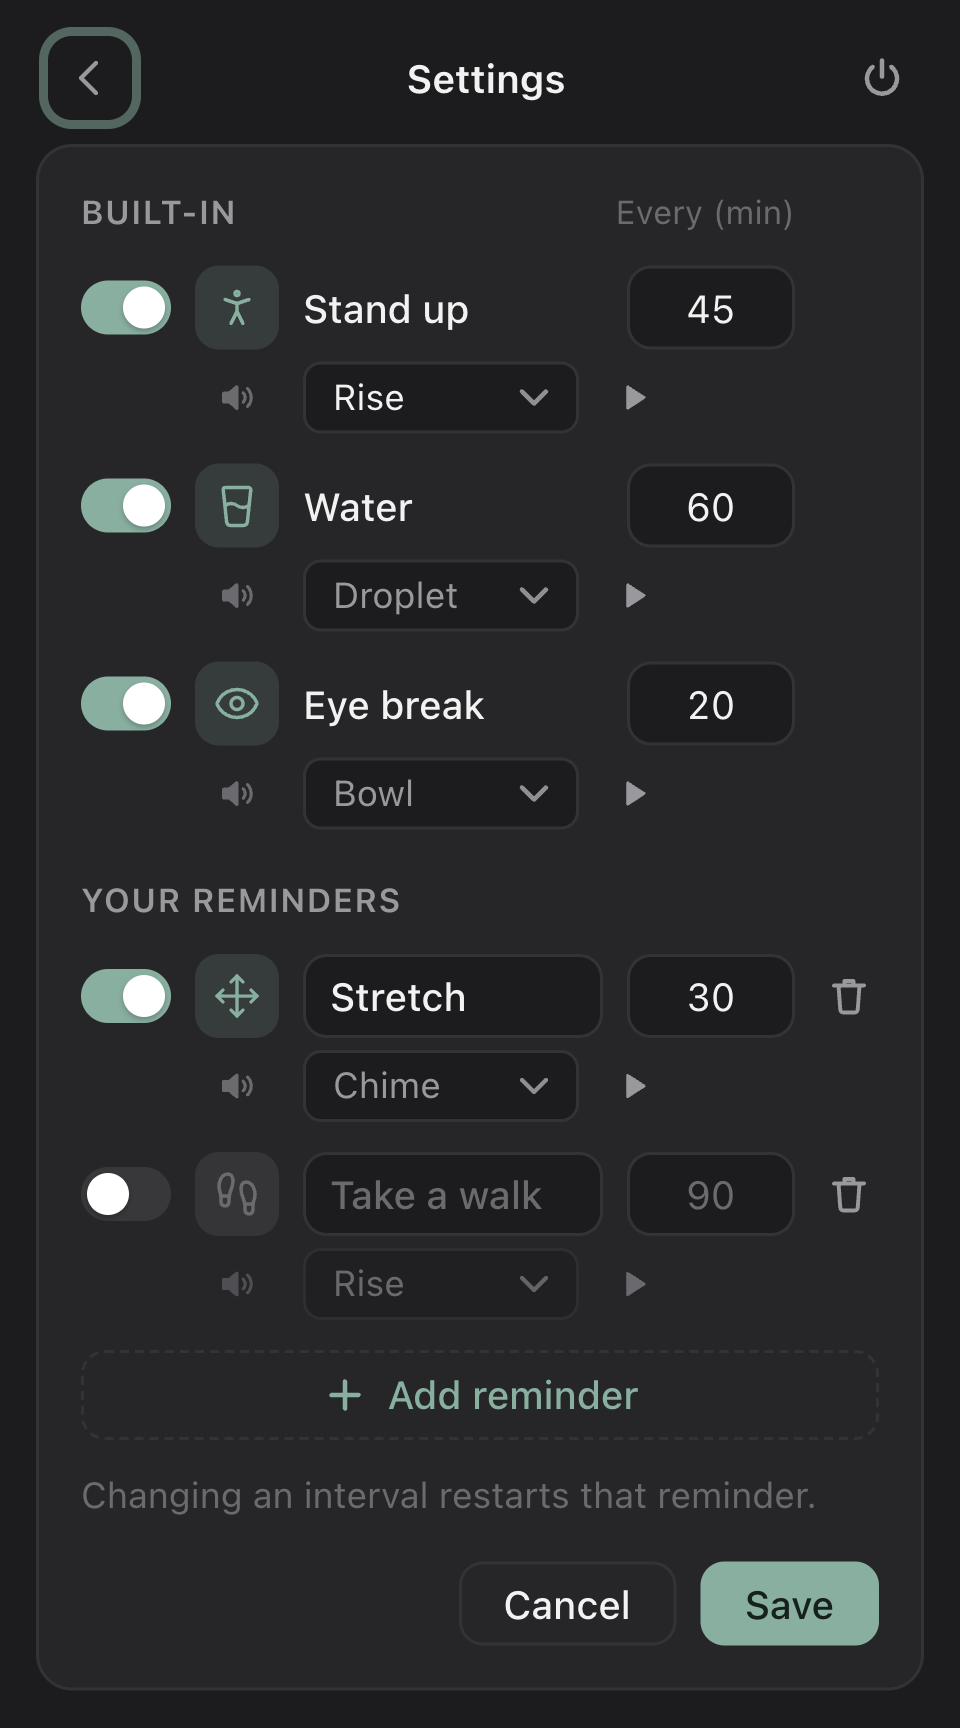 Settings
BUILT-IN Every (min)
Stand up 45
Rise
Water 60
Droplet
Eye break 20
Bowl
YOUR REMINDERS
Stretch 30
Chime
Take a walk 90
Rise
Add reminder
Changing an interval restarts that reminder.
Cancel Save